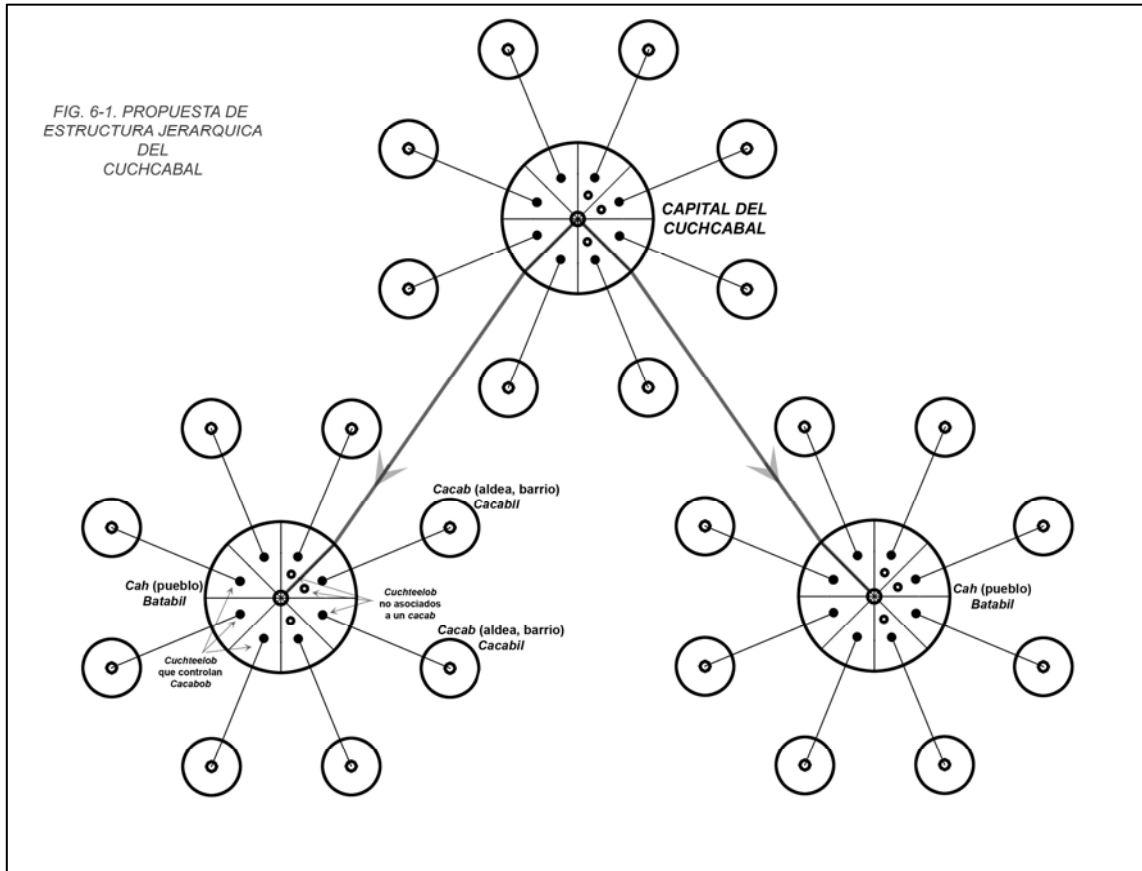 FIG. 6-1. PROPUESTA DE
ESTRUCTURA JERARQUICA
DEL
CUCHCABAL
CAPITAL DEL
CUCHCABAL
Cacab (aldea, barrio)
Cacabil
Cah (pueblo)
Batabil
Cuchteelob
no asociados
a un cacab
Cuchteelob
que controlan
Cacabob
Cacab (aldea, barrio)
Cacabil
Cah (pueblo)
Batabil